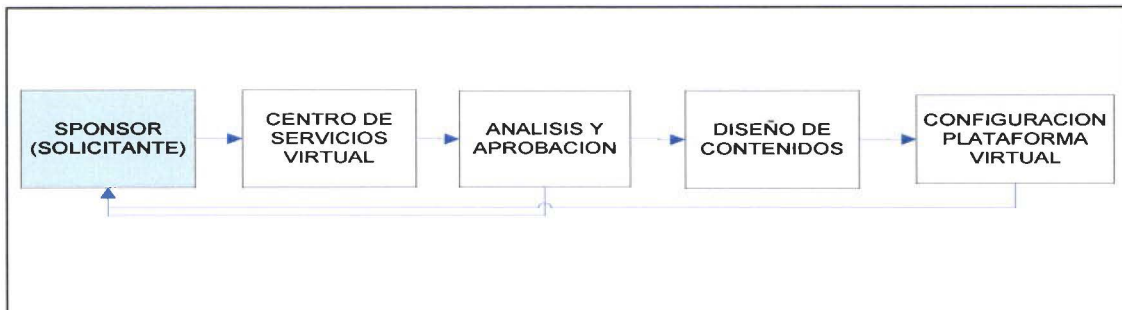 SPONSOR
(SOLICITANTE)
CENTRO DE
SERVICIOS
VIRTUAL
ANALISIS Y
APROBACION
DISEÑO DE
CONTENIDOS
CONFIGURACION
PLATAFORMA
VIRTUAL